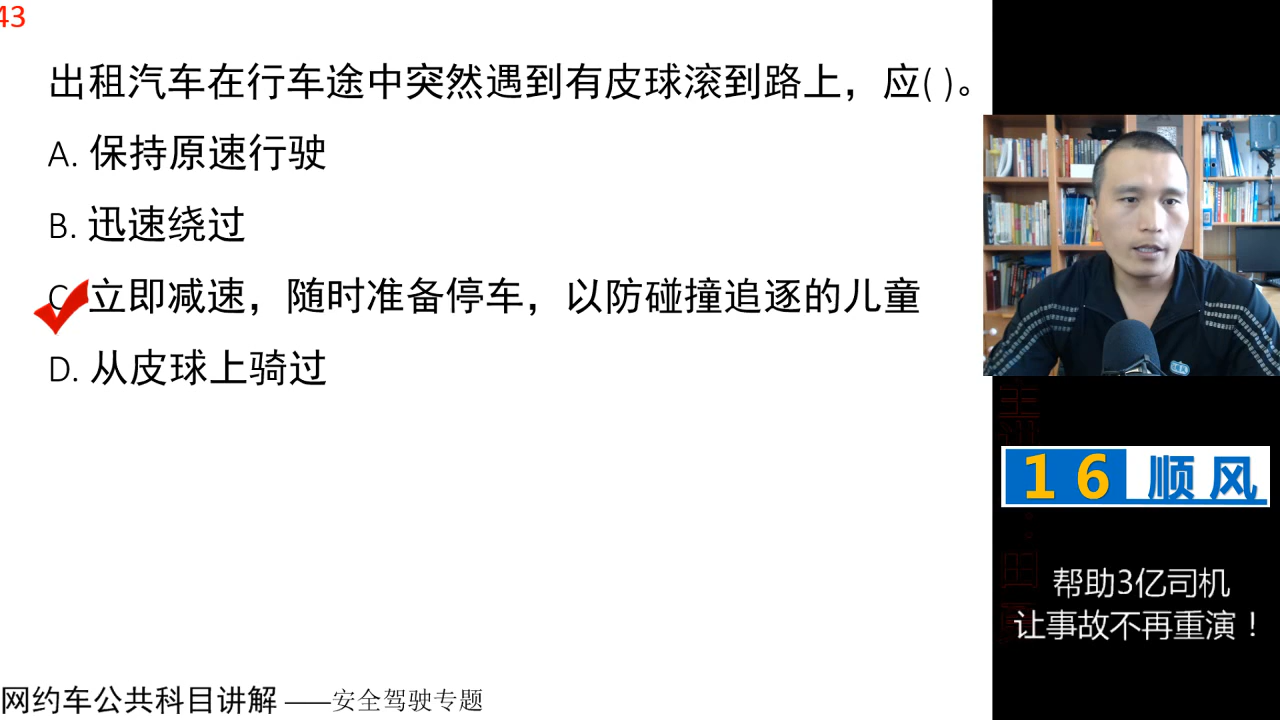 43
出租汽车在行车途中突然遇到有皮球滚到路上，应( )。
A. 保持原速行驶
B. 迅速绕过
C. 立即减速，随时准备停车，以防碰撞追逐的儿童
D. 从皮球上骑过
16 顺风
帮助3亿司机
让事故不再重演！
网约车公共科目讲解 ——安全驾驶专题